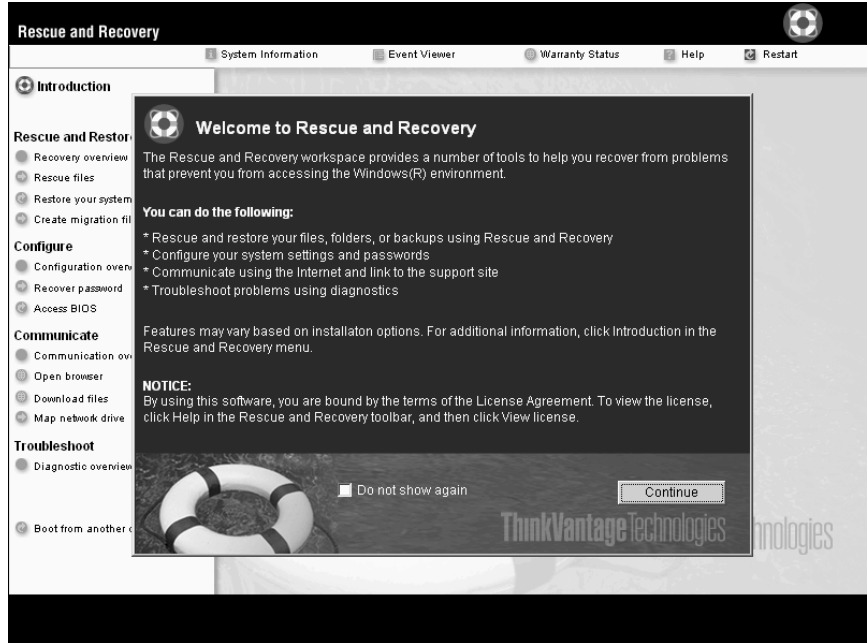 Rescue and Recovery
System Information Event Viewer Warranty Status Help Restart
Introduction
Rescue and Restor
Recovery overview
Rescue files
Restore your system
Create migration fil
Configure
Configuration overv
Recover password
Access BIOS
Communicate
Communication ov
Open browser
Download files
Map network drive
Troubleshoot
Diagnostic overview
Boot from another
Welcome to Rescue and Recovery
The Rescue and Recovery workspace provides a number of tools to help you recover from problems
that prevent you from accessing the Windows(R) environment.
You can do the following:
* Rescue and restore your files, folders, or backups using Rescue and Recovery
* Configure your system settings and passwords
* Communicate using the Internet and link to the support site
* Troubleshoot problems using diagnostics
Features may vary based on installaton options. For additional information, click Introduction in the
Rescue and Recovery menu.
NOTICE:
By using this software, you are bound by the terms of the License Agreement. To view the license,
click Help in the Rescue and Recovery toolbar, and then click View license.
Do not show again
Continue
ThinkVantage Technologies
hnologies